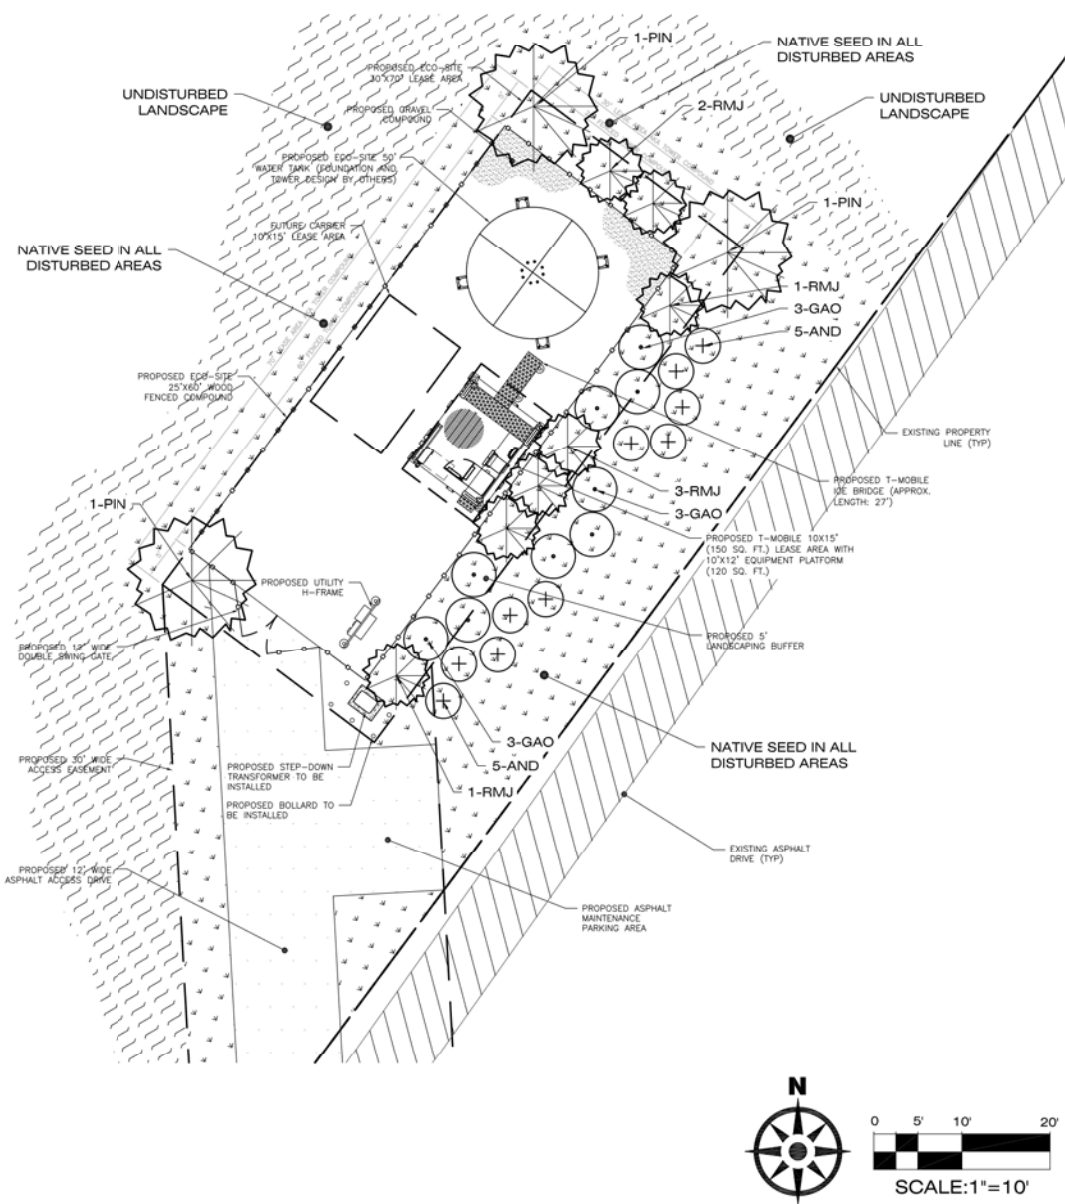 1-PIN
NATIVE SEED IN ALL
DISTURBED AREAS
PROPOSED ECO-SITE
30'X70' LEASE AREA
UNDISTURBED
LANDSCAPE
UNDISTURBED
LANDSCAPE
2-RMJ
PROPOSED GRAVEL
COMPOUND
PROPOSED ECO-SITE 50'
WATER TANK (FOUNDATION AND
TOWER DESIGN BY OTHERS)
1-PIN
FUTURE CARRIER
10'X15' LEASE AREA
NATIVE SEED IN ALL
DISTURBED AREAS
1-RMJ
3-GAO
5-AND
PROPOSED ECO-SITE
25'X60' WOOD
FENCED COMPOUND
EXISTING PROPERTY
LINE (TYP)
PROPOSED T-MOBILE
ICE BRIDGE (APPROX.
LENGTH: 27')
3-RMJ
3-GAO
1-PIN
PROPOSED T-MOBILE 10X15'
(150 SQ. FT.) LEASE AREA WITH
10'X12' EQUIPMENT PLATFORM
(120 SQ. FT.)
PROPOSED UTILITY
H-FRAME
PROPOSED 5'
LANDSCAPING BUFFER
PROPOSED 12' WIDE
DOUBLE SWING GATE
3-GAO
5-AND
1-RMJ
NATIVE SEED IN ALL
DISTURBED AREAS
PROPOSED 30' WIDE
ACCESS EASEMENT
PROPOSED STEP-DOWN
TRANSFORMER TO BE
INSTALLED
PROPOSED BOLLARD TO
BE INSTALLED
EXISTING ASPHALT
DRIVE (TYP)
PROPOSED 12' WIDE
ASPHALT ACCESS DRIVE
PROPOSED ASPHALT
MAINTENANCE
PARKING AREA
N
0 5' 10' 20'
SCALE:1"=10'